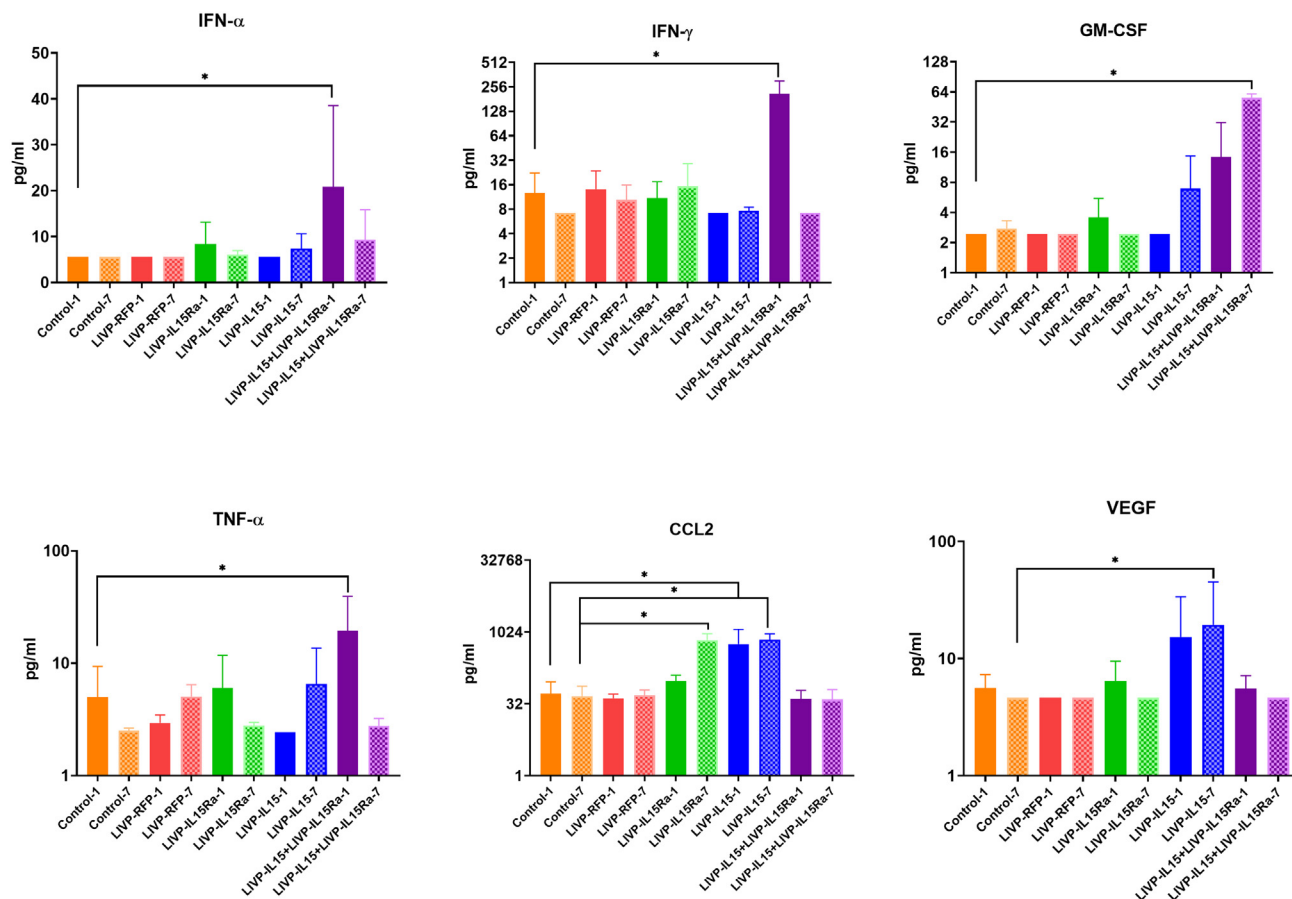 IFN-α
pg/ml
50
40
30
20
10
0
*
Control-1
Control-7
LIVP-RFP-1
LIVP-RFP-7
LIVP-IL15Ra-1
LIVP-IL15Ra-7
LIVP-IL15-1
LIVP-IL15-7
LIVP-IL15+LIVP-IL15Ra-1
LIVP-IL15+LIVP-IL15Ra-7
IFN-γ
pg/ml
512
256
128
64
32
16
8
4
2
1
*
Control-1
Control-7
LIVP-RFP-1
LIVP-RFP-7
LIVP-IL15Ra-1
LIVP-IL15Ra-7
LIVP-IL15-1
LIVP-IL15-7
LIVP-IL15+LIVP-IL15Ra-1
LIVP-IL15+LIVP-IL15Ra-7
GM-CSF
pg/ml
128
64
32
16
8
4
2
1
*
Control-1
Control-7
LIVP-RFP-1
LIVP-RFP-7
LIVP-IL15Ra-1
LIVP-IL15Ra-7
LIVP-IL15-1
LIVP-IL15-7
LIVP-IL15+LIVP-IL15Ra-1
LIVP-IL15+LIVP-IL15Ra-7
TNF-α
pg/ml
100
10
1
*
Control-1
Control-7
LIVP-RFP-1
LIVP-RFP-7
LIVP-IL15Ra-1
LIVP-IL15Ra-7
LIVP-IL15-1
LIVP-IL15-7
LIVP-IL15+LIVP-IL15Ra-1
LIVP-IL15+LIVP-IL15Ra-7
CCL2
pg/ml
32768
1024
32
1
*
*
*
Control-1
Control-7
LIVP-RFP-1
LIVP-RFP-7
LIVP-IL15Ra-1
LIVP-IL15Ra-7
LIVP-IL15-1
LIVP-IL15-7
LIVP-IL15+LIVP-IL15Ra-1
LIVP-IL15+LIVP-IL15Ra-7
VEGF
pg/ml
100
10
1
*
Control-1
Control-7
LIVP-RFP-1
LIVP-RFP-7
LIVP-IL15Ra-1
LIVP-IL15Ra-7
LIVP-IL15-1
LIVP-IL15-7
LIVP-IL15+LIVP-IL15Ra-1
LIVP-IL15+LIVP-IL15Ra-7